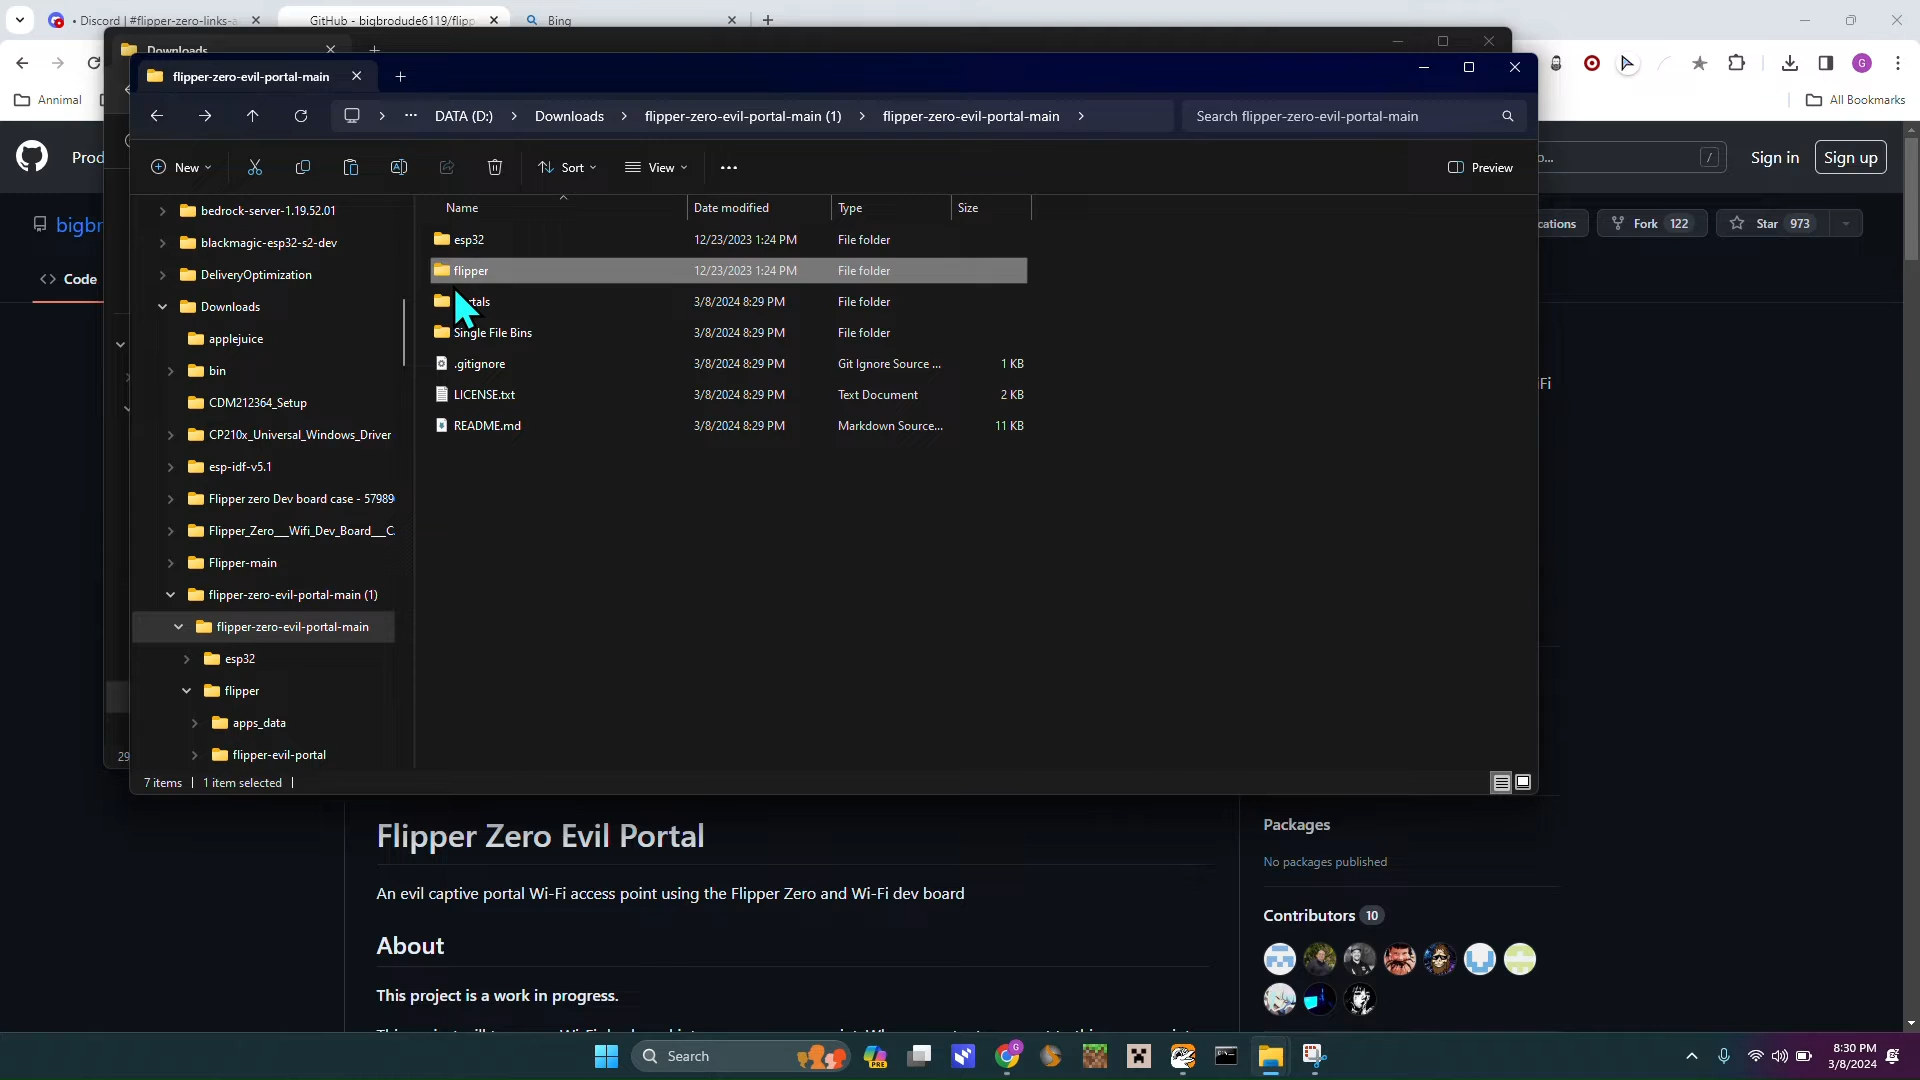 • Discord | #flipper-zero-links-a
GitHub - bigbrodude6119/flipp
Bing
Downloads
flipper-zero-evil-portal-main
Annimal
All Bookmarks
DATA (D:)
Downloads
flipper-zero-evil-portal-main (1)
flipper-zero-evil-portal-main
Search flipper-zero-evil-portal-main
Prod
o...
/
Sign in
Sign up
New
Sort
View
Preview
Name
Date modified
Type
Size
bigbr
cations
Fork 122
Star 973
Code
bedrock-server-1.19.52.01
blackmagic-esp32-s2-dev
DeliveryOptimization
Downloads
applejuice
bin
CDM212364_Setup
CP210x_Universal_Windows_Driver
esp-idf-v5.1
Flipper zero Dev board case - 57989
Flipper_Zero__Wifi_Dev_Board__C.
Flipper-main
flipper-zero-evil-portal-main (1)
flipper-zero-evil-portal-main
esp32
flipper
apps_data
flipper-evil-portal
esp32 12/23/2023 1:24 PM File folder
flipper 12/23/2023 1:24 PM File folder
rtals 3/8/2024 8:29 PM File folder
Single File Bins 3/8/2024 8:29 PM File folder
.gitignore 3/8/2024 8:29 PM Git Ignore Source ... 1 KB
LICENSE.txt 3/8/2024 8:29 PM Text Document 2 KB
README.md 3/8/2024 8:29 PM Markdown Source... 11 KB
iFi
29
7 items
1 item selected
Flipper Zero Evil Portal
An evil captive portal Wi-Fi access point using the Flipper Zero and Wi-Fi dev board
About
This project is a work in progress.
Packages
No packages published
Contributors 10
Search
PRE
G
G
8:30 PM
3/8/2024